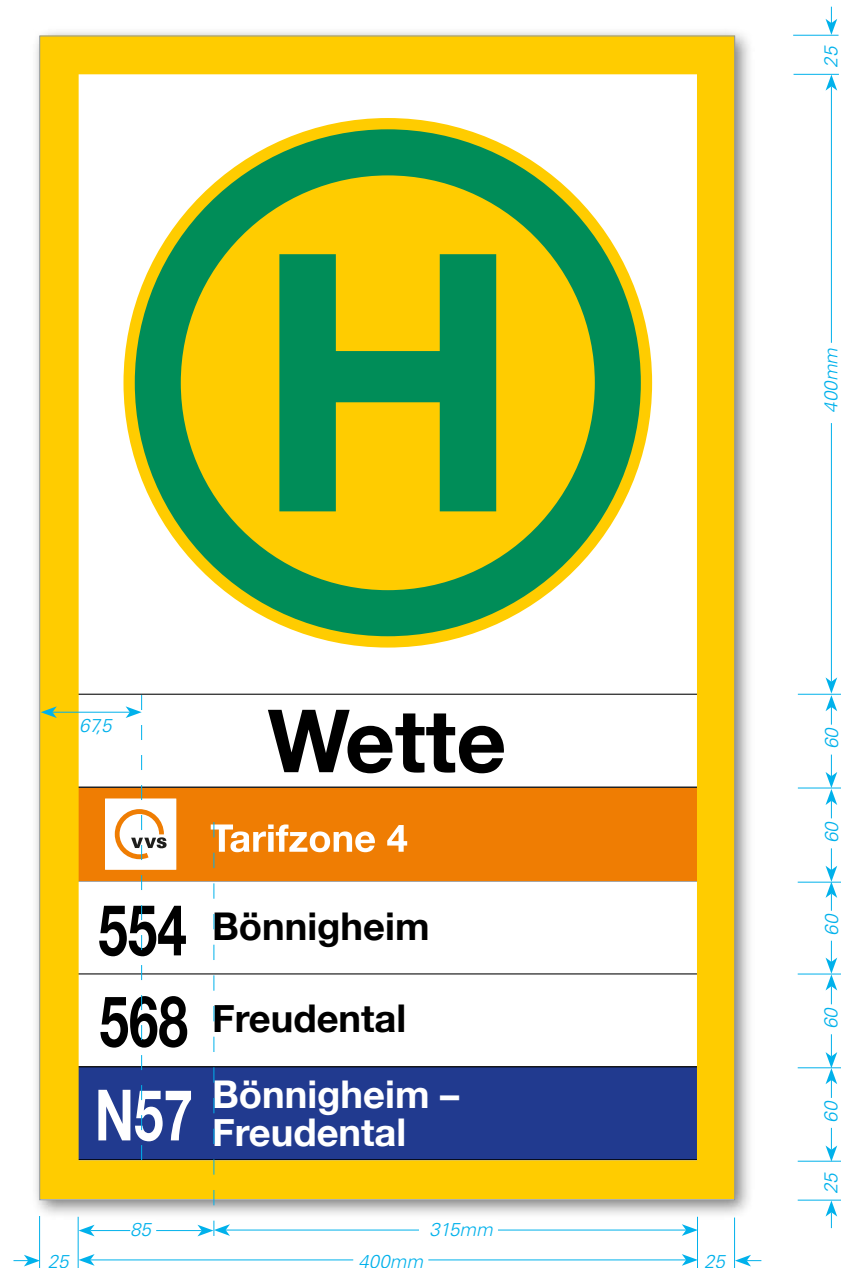 25
H
400mm
67,5
Wette
60
vvs Tarifzone 4
60
554 Bönnigheim
60
568 Freudental
60
N57 Bönnigheim –
Freudental
60
25
85 315mm
25 400mm 25